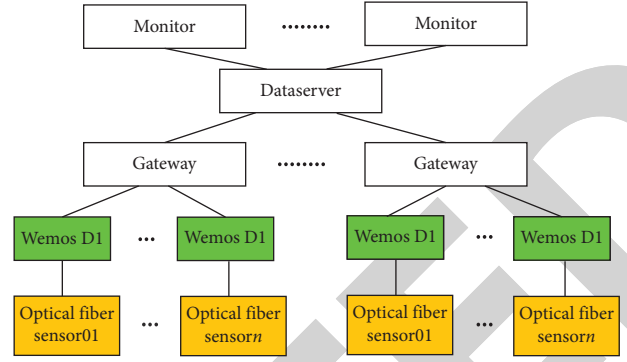 Monitor ........ Monitor
Dataserver
Gateway ........ Gateway
Wemos D1 ... Wemos D1 Wemos D1 ... Wemos D1
Optical fiber Optical fiber Optical fiber Optical fiber
sensor01 ... sensorn sensor01 ... sensorn